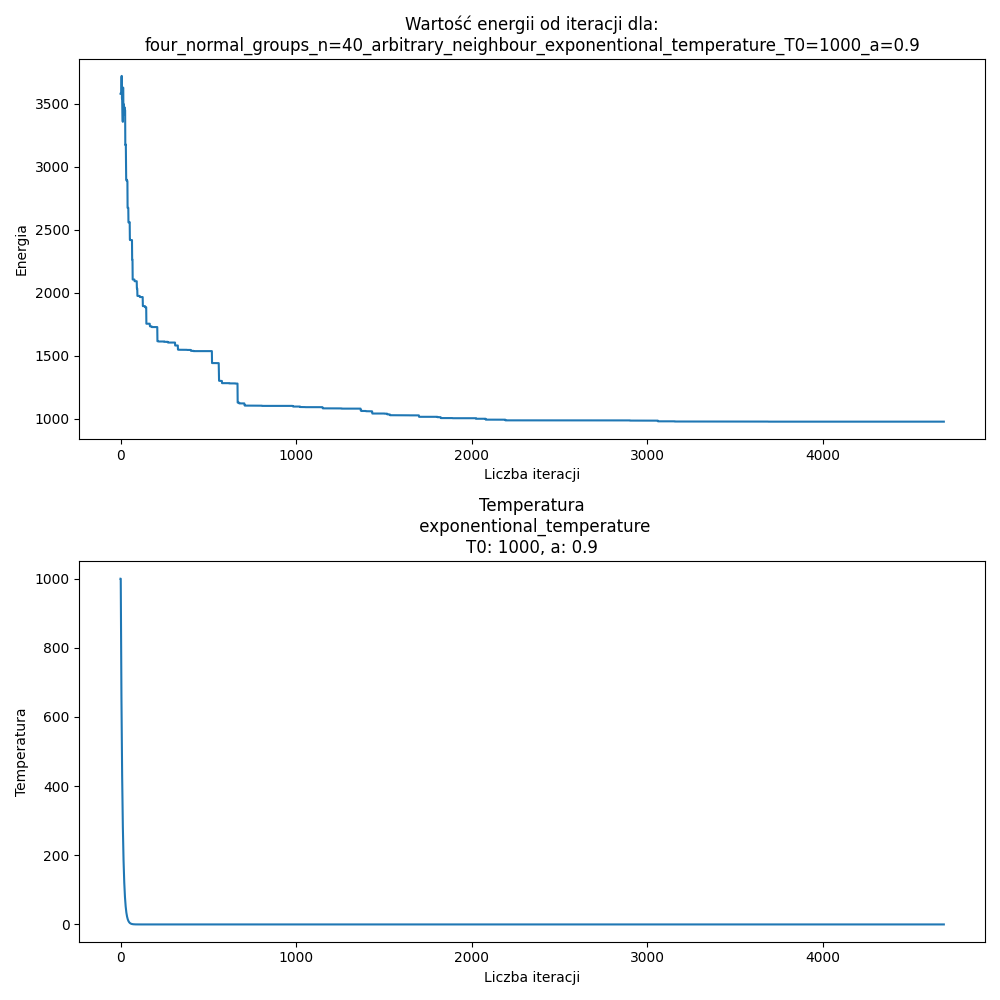 Wartość energii od iteracji dla:
four_normal_groups_n=40_arbitrary_neighbour_exponentional_temperature_T0=1000_a=0.9
3500
3000
2500
2000
1500
1000
Energia
0
1000
2000
3000
4000
Liczba iteracji
Temperatura
exponentional_temperature
T0: 1000, a: 0.9
1000
800
600
400
200
0
Temperatura
0
1000
2000
3000
4000
Liczba iteracji